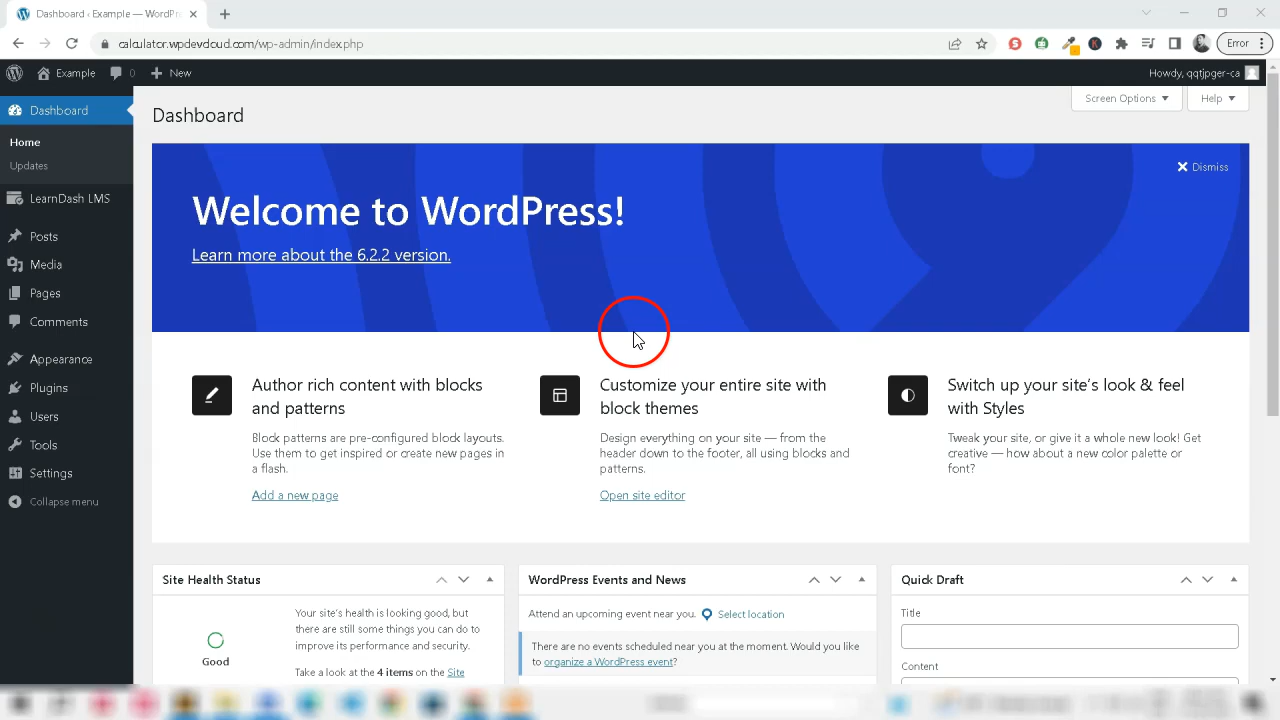 Dashboard ‹ Example — WordPr
calculator.wpdevcloud.com/wp-admin/index.php
Error
Example
0
New
Howdy, qqtjpger-ca
Dashboard
Home
Updates
LearnDash LMS
Posts
Media
Pages
Comments
Appearance
Plugins
Users
Tools
Settings
Collapse menu
Dashboard
Screen Options
Help
Dismiss
Welcome to WordPress!
Learn more about the 6.2.2 version.
Author rich content with blocks
and patterns
Block patterns are pre-configured block layouts.
Use them to get inspired or create new pages in
a flash.
Add a new page
Customize your entire site with
block themes
Design everything on your site — from the
header down to the footer, all using blocks and
patterns.
Open site editor
Switch up your site's look & feel
with Styles
Tweak your site, or give it a whole new look! Get
creative — how about a new color palette or
font?
Site Health Status
Good
Your site's health is looking good, but
there are still some things you can do to
improve its performance and security.
Take a look at the 4 items on the Site
WordPress Events and News
Attend an upcoming event near you.
Select location
There are no events scheduled near you at the moment. Would you like
to organize a WordPress event?
Quick Draft
Title
Content